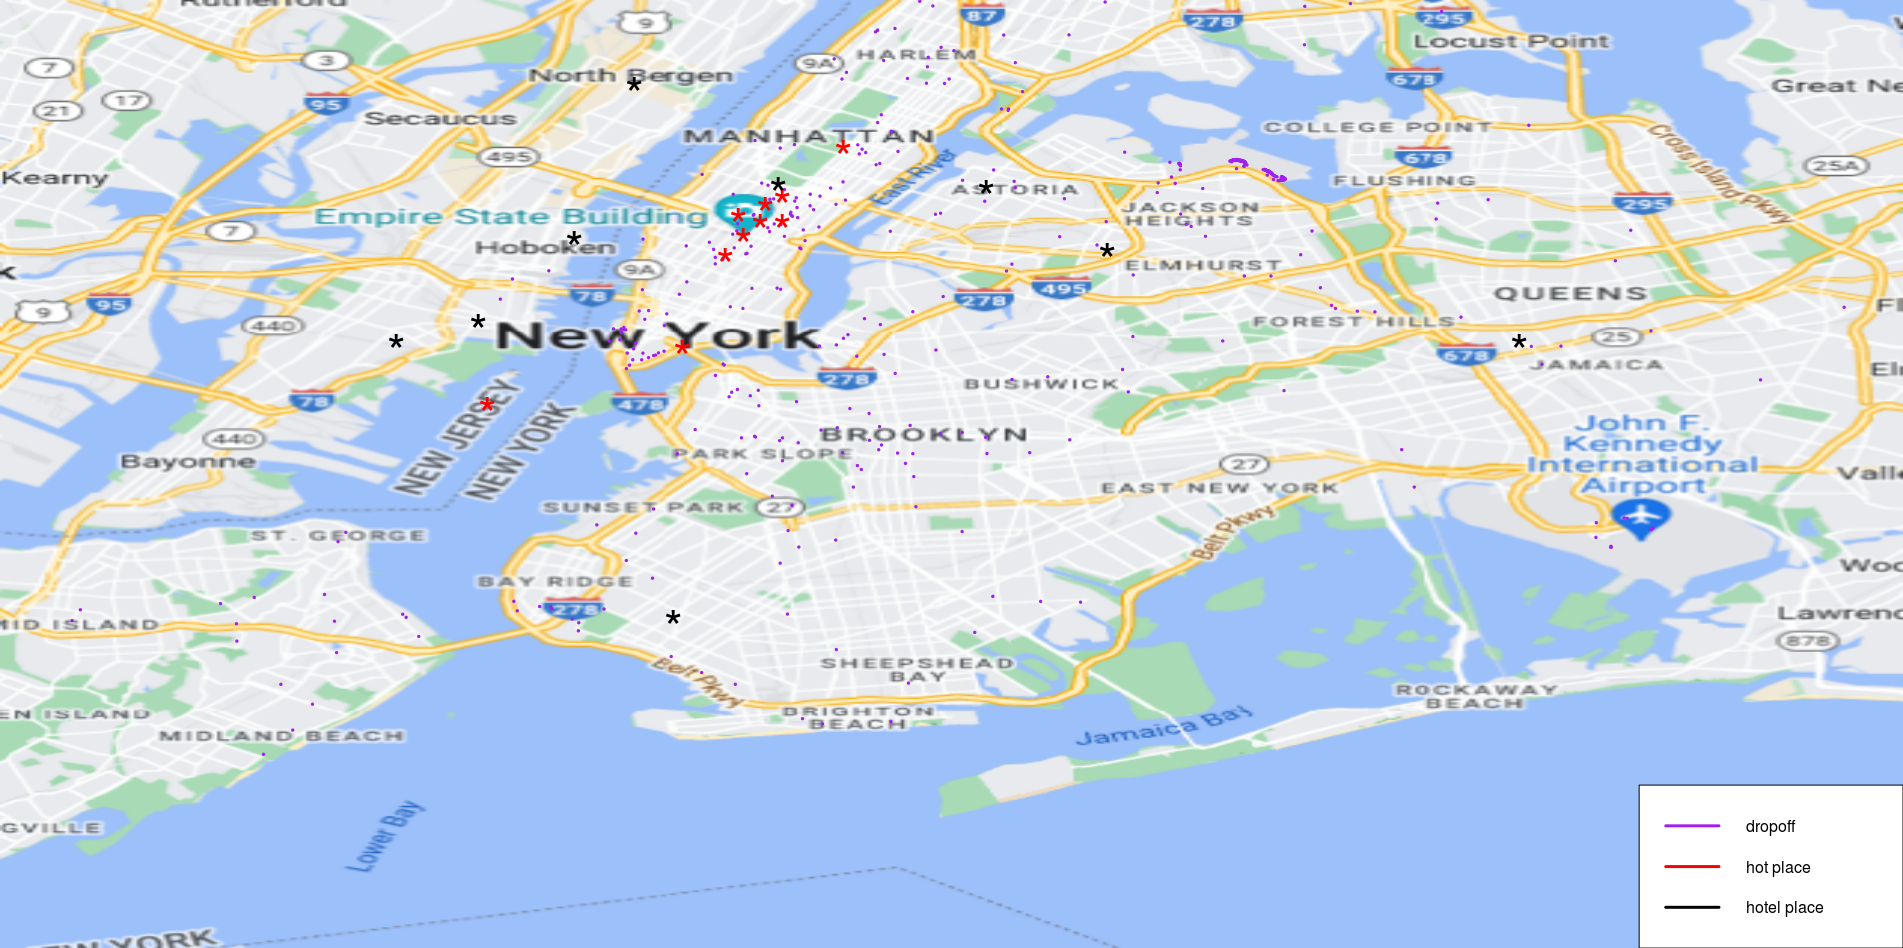 Rutherford
9
87
278
295
Locust Point
7
3
9A
HARLEM
678
North Bergen
Great Ne
21
17
95
Secaucus
MANHATTAN
COLLEGE POINT
Cross Island Pkwy
495
678
25A
Kearny
East River
ASTORIA
FLUSHING
295
Empire State Building
JACKSON
HEIGHTS
7
Hoboken
9A
ELMHURST
k
9
95
78
278
495
QUEENS
Fl
440
New York
FOREST HILLS
25
678
JAMAICA
El
78
478
278
BUSHWICK
NEW JERSEY
NEW YORK
440
Bayonne
BROOKLYN
PARK SLOPE
27
John F.
Kennedy
International
Airport
Valle
SUNSET PARK
27
EAST NEW YORK
ST. GEORGE
Belt Pkwy
BAY RIDGE
278
Woo
MID ISLAND
Lawrenc
878
Belt Pkwy
SHEEPSHEAD
BAY
ROCKAWAY
BEACH
EN ISLAND
MIDLAND BEACH
BRIGHTON
BEACH
Jamaica Bay
GVILLE
Lower Bay
EW YORK
dropoff
hot place
hotel place